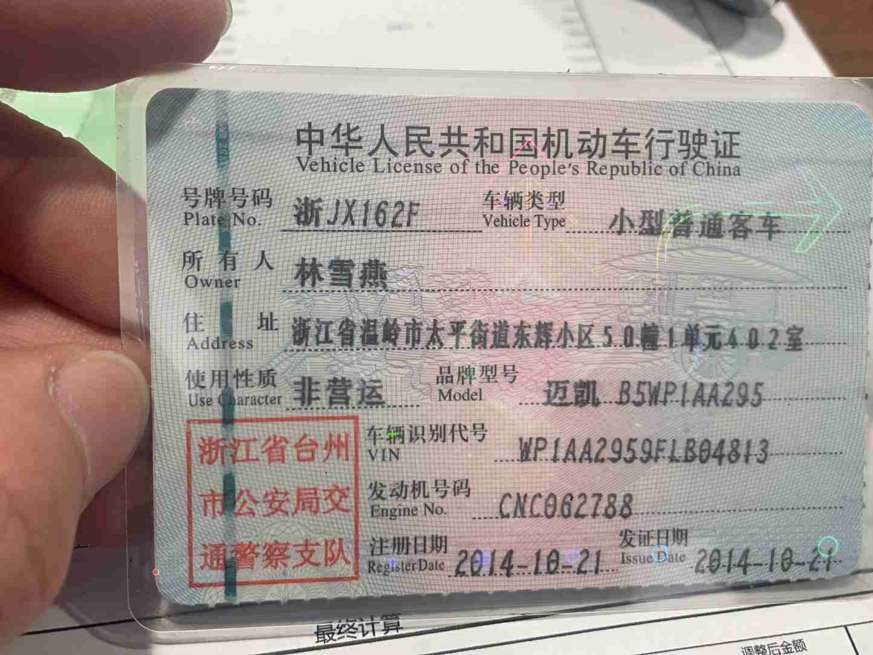 中华人民共和国机动车行驶证
Vehicle License of the People's Republic of China
号牌号码 浙JX162F 车辆类型 小型普通客车
Plate No. Vehicle Type
所有人 林雪燕
Owner
住址 浙江省温岭市太平街道东辉小区50幢1单元402室
Address
使用性质 非营运 品牌型号 迈凯 B5WP1AA295
Use Character Model
浙江省台州
市公安局交
通警察支队
车辆识别代号 WP1AA2959FLB04813
VIN
发动机号码 CNC062788
Engine No.
注册日期 2014-10-21 发证日期 2014-10-21
Register Date Issue Date
最终计算
调整后金额